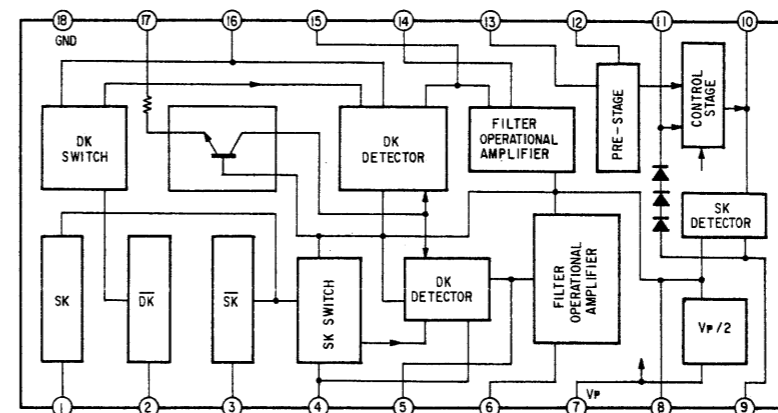 18 17 16 15 14 13 12 11 10
GND
DK
SWITCH
DK
DETECTOR
FILTER
OPERATIONAL
AMPLIFIER
PRE-STAGE
CONTROL
STAGE
SK
DETECTOR
SK
DK
SK
SK SWITCH
DK
DETECTOR
FILTER
OPERATIONAL
AMPLIFIER
VP/2
VP
1 2 3 4 5 6 7 8 9